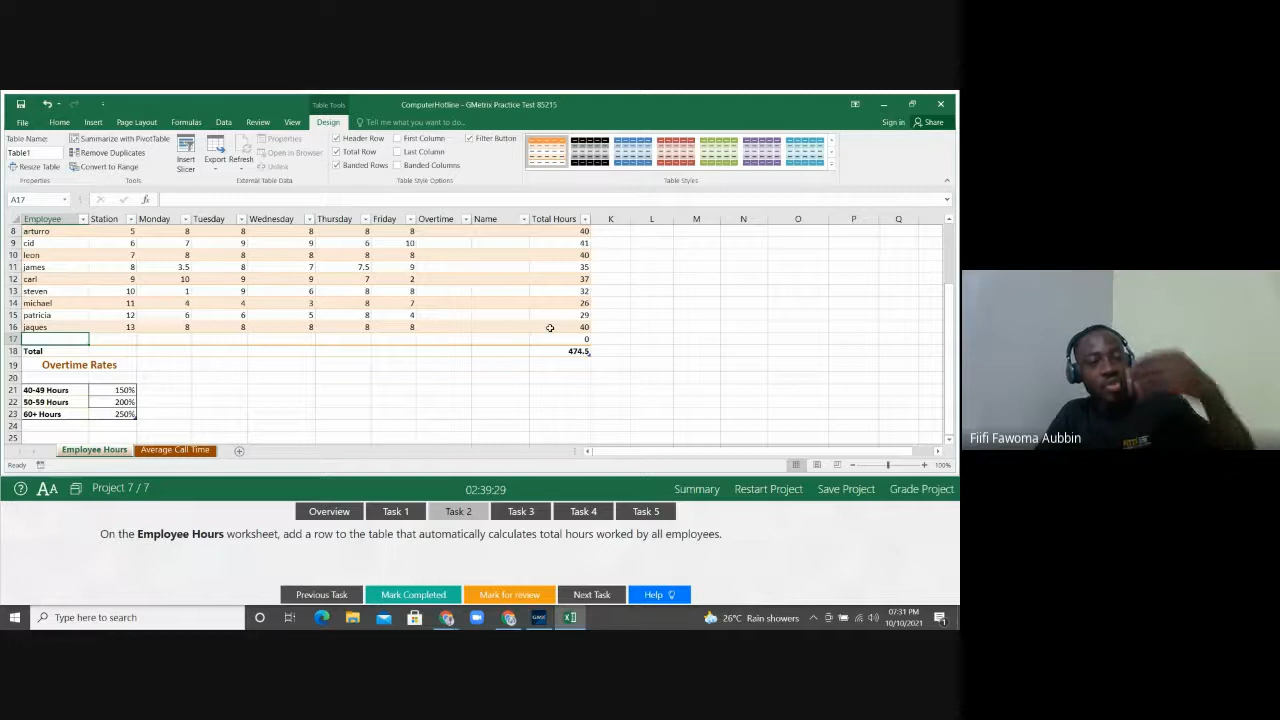 Table Tools
ComputerHotline - GMetrix Practice Test 85215
File Home Insert Page Layout Formulas Data Review View Design Tell me what you want to do... Sign in Share
Table Name:
Table1
Resize Table
Properties
Summarize with PivotTable
Remove Duplicates
Convert to Range
Tools
Insert Slicer
Export
Refresh
Properties
Open in Browser
Unlink
External Table Data
Header Row First Column Filter Button
Total Row Last Column
Banded Rows Banded Columns
Table Style Options
Table Styles
A17 fx
Employee Station Monday Tuesday Wednesday Thursday Friday Overtime Name Total Hours K L M N O P Q
8 arturro 5 8 8 8 8 8 40
9 cid 6 7 9 9 6 10 41
10 leon 7 8 8 8 8 8 40
11 james 8 3.5 8 7 7.5 9 35
12 carl 9 10 9 9 7 2 37
13 steven 10 1 9 6 8 8 32
14 michael 11 4 4 3 8 7 26
15 patricia 12 6 6 5 8 4 29
16 jaques 13 8 8 8 8 8 40
17 0
18 Total 474.5
19 Overtime Rates
20
21 40-49 Hours 150%
22 50-59 Hours 200%
23 60+ Hours 250%
24
25
Employee Hours Average Call Time
Ready 100%
Project 7 / 7 02:39:29 Summary Restart Project Save Project Grade Project
Overview Task 1 Task 2 Task 3 Task 4 Task 5
On the Employee Hours worksheet, add a row to the table that automatically calculates total hours worked by all employees.
Previous Task Mark Completed Mark for review Next Task Help
Type here to search 26°C Rain showers 07:31 PM
10/10/2021
Fiifi Fawoma Aubbin